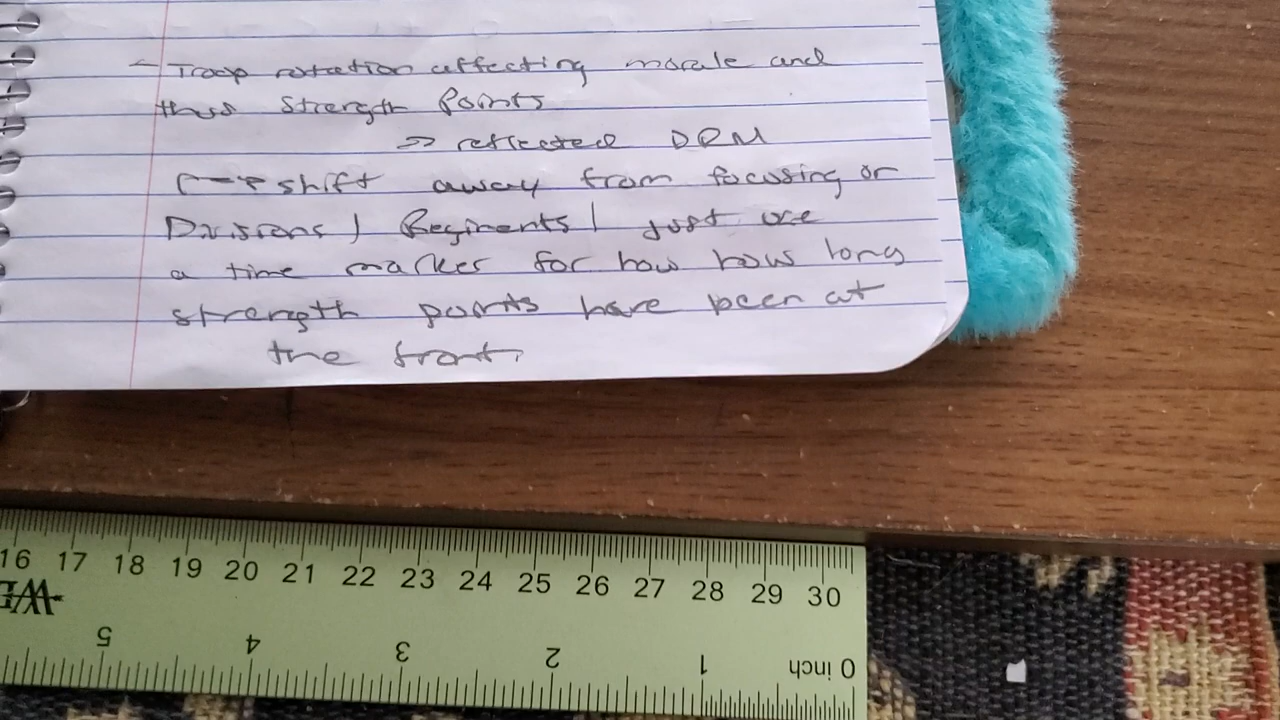 - Troop rotation affecting morale and
thus Strength Points
=> reflected DRM
shift away from focusing on
Divisions / Regiments / just use
a time marker for how how long
strength points have been at
the front.
16 17 18 19 20 21 22 23 24 25 26 27 28 29 30
5 4 3 2 1 0 inch